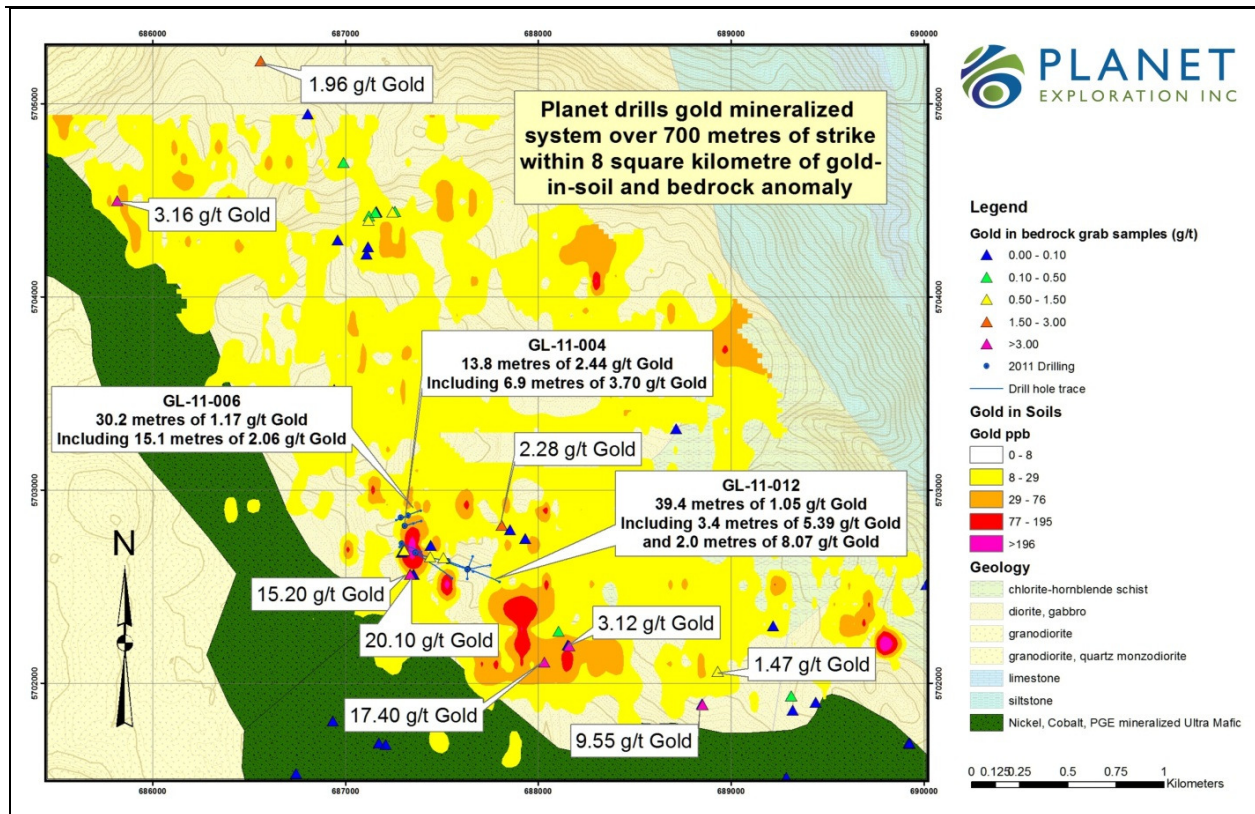 686000
687000
688000
689000
690000
PLANET
EXPLORATION INC
5705000
5704000
5703000
5702000
1.96 g/t Gold
Planet drills gold mineralized
system over 700 metres of strike
within 8 square kilometre of gold-
in-soil and bedrock anomaly
3.16 g/t Gold
GL-11-004
13.8 metres of 2.44 g/t Gold
Including 6.9 metres of 3.70 g/t Gold
GL-11-006
30.2 metres of 1.17 g/t Gold
Including 15.1 metres of 2.06 g/t Gold
2.28 g/t Gold
GL-11-012
39.4 metres of 1.05 g/t Gold
Including 3.4 metres of 5.39 g/t Gold
and 2.0 metres of 8.07 g/t Gold
N
15.20 g/t Gold
20.10 g/t Gold
3.12 g/t Gold
1.47 g/t Gold
17.40 g/t Gold
9.55 g/t Gold
686000
687000
688000
689000
690000
5705000
5704000
5703000
5702000
Legend
Gold in bedrock grab samples (g/t)
0.00 - 0.10
0.10 - 0.50
0.50 - 1.50
1.50 - 3.00
>3.00
2011 Drilling
Drill hole trace
Gold in Soils
Gold ppb
0 - 8
8 - 29
29 - 76
77 - 195
>196
Geology
chlorite-hornblende schist
diorite, gabbro
granodiorite
granodiorite, quartz monzodiorite
limestone
siltstone
Nickel, Cobalt, PGE mineralized Ultra Mafic
0 0.125 0.25 0.5 0.75 1
Kilometers